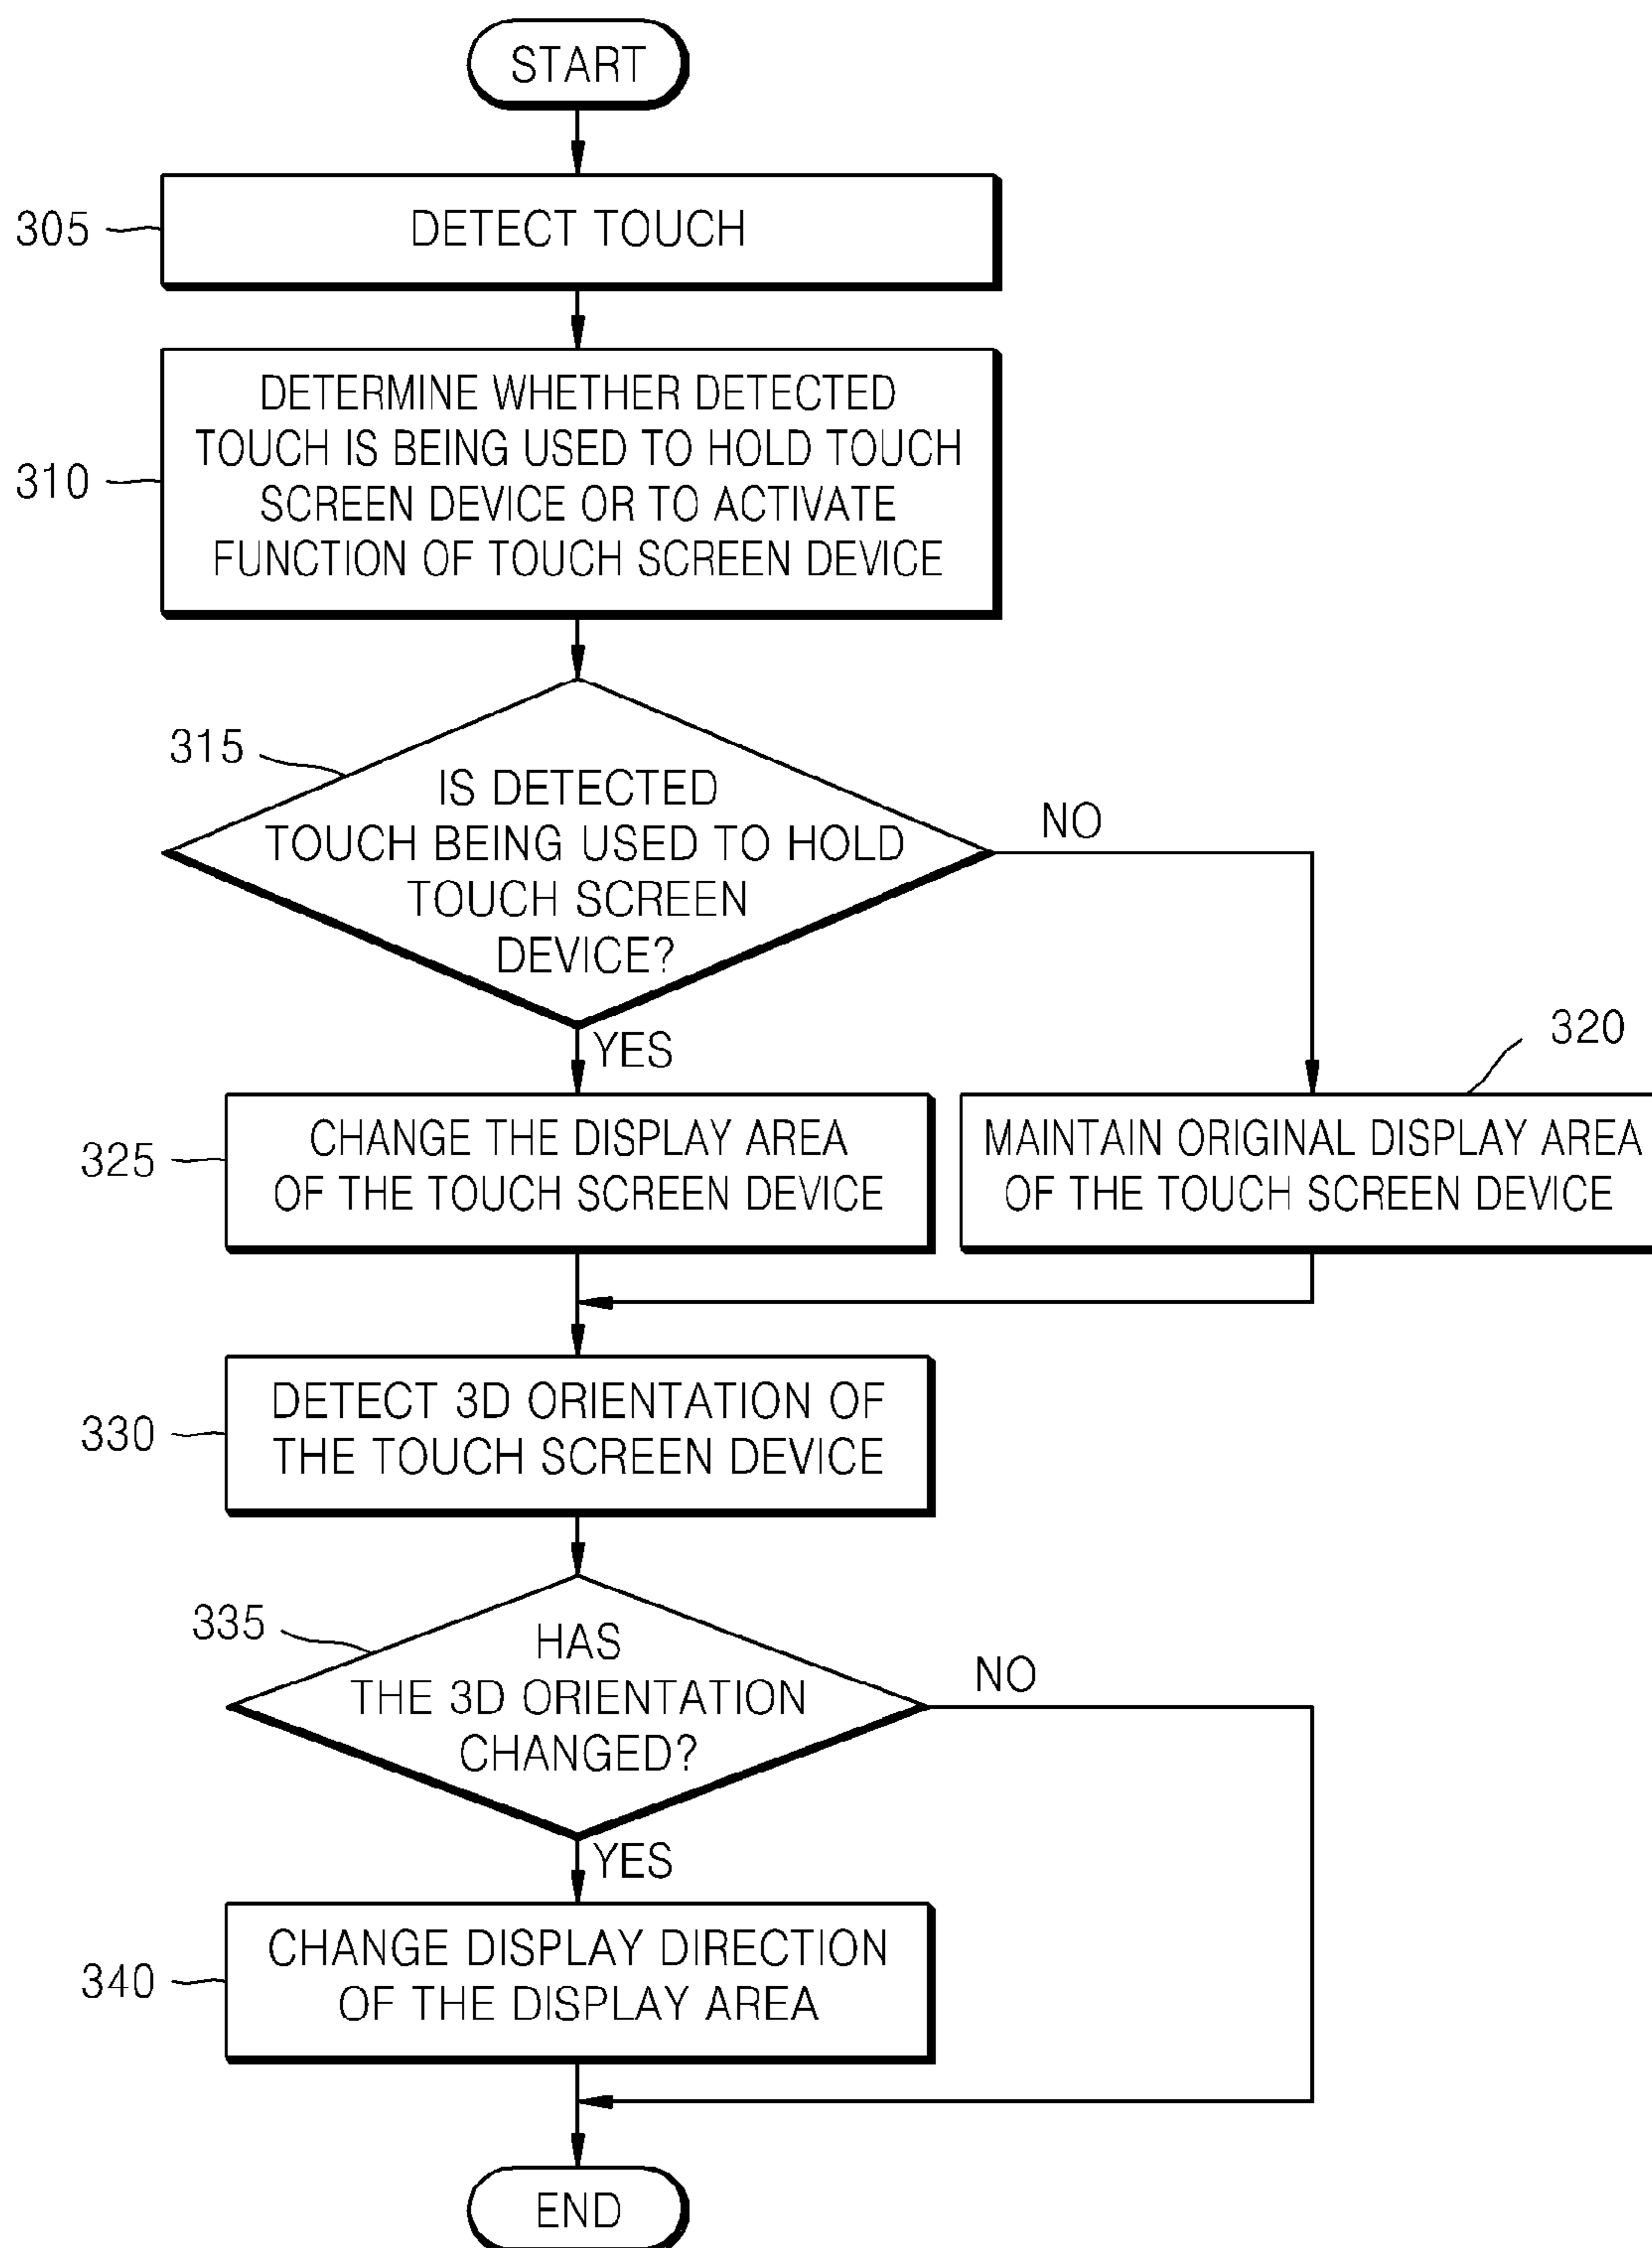 START
305
DETECT TOUCH
310
DETERMINE WHETHER DETECTED
TOUCH IS BEING USED TO HOLD TOUCH
SCREEN DEVICE OR TO ACTIVATE
FUNCTION OF TOUCH SCREEN DEVICE
315
IS DETECTED
TOUCH BEING USED TO HOLD
TOUCH SCREEN
DEVICE?
NO
YES
320
325
CHANGE THE DISPLAY AREA
OF THE TOUCH SCREEN DEVICE
MAINTAIN ORIGINAL DISPLAY AREA
OF THE TOUCH SCREEN DEVICE
330
DETECT 3D ORIENTATION OF
THE TOUCH SCREEN DEVICE
335
HAS
THE 3D ORIENTATION
CHANGED?
NO
YES
340
CHANGE DISPLAY DIRECTION
OF THE DISPLAY AREA
END